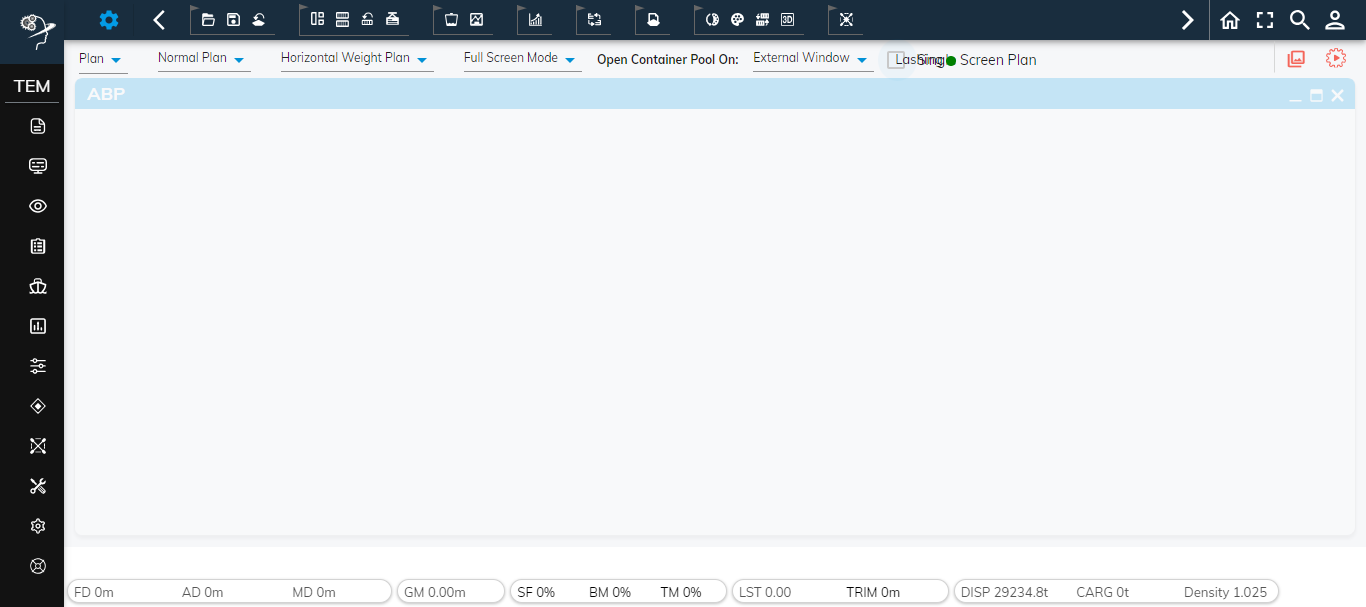 Plan Normal Plan Horizontal Weight Plan Full Screen Mode Open Container Pool On: External Window Lashing Screen Plan
TEM
ABP
3D
FD 0m AD 0m MD 0m GM 0.00m SF 0% BM 0% TM 0% LST 0.00 TRIM 0m DISP 29234.8t CARG 0t Density 1.025